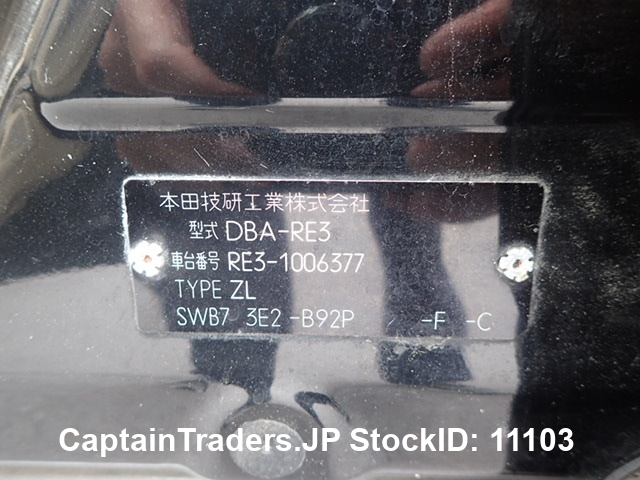 本田技研工業株式会社
型式 DBA-RE3
車台番号 RE3-1006377
TYPE ZL
SWB7 3E2 -B92P -F -C
CaptainTraders.JP StockID: 11103